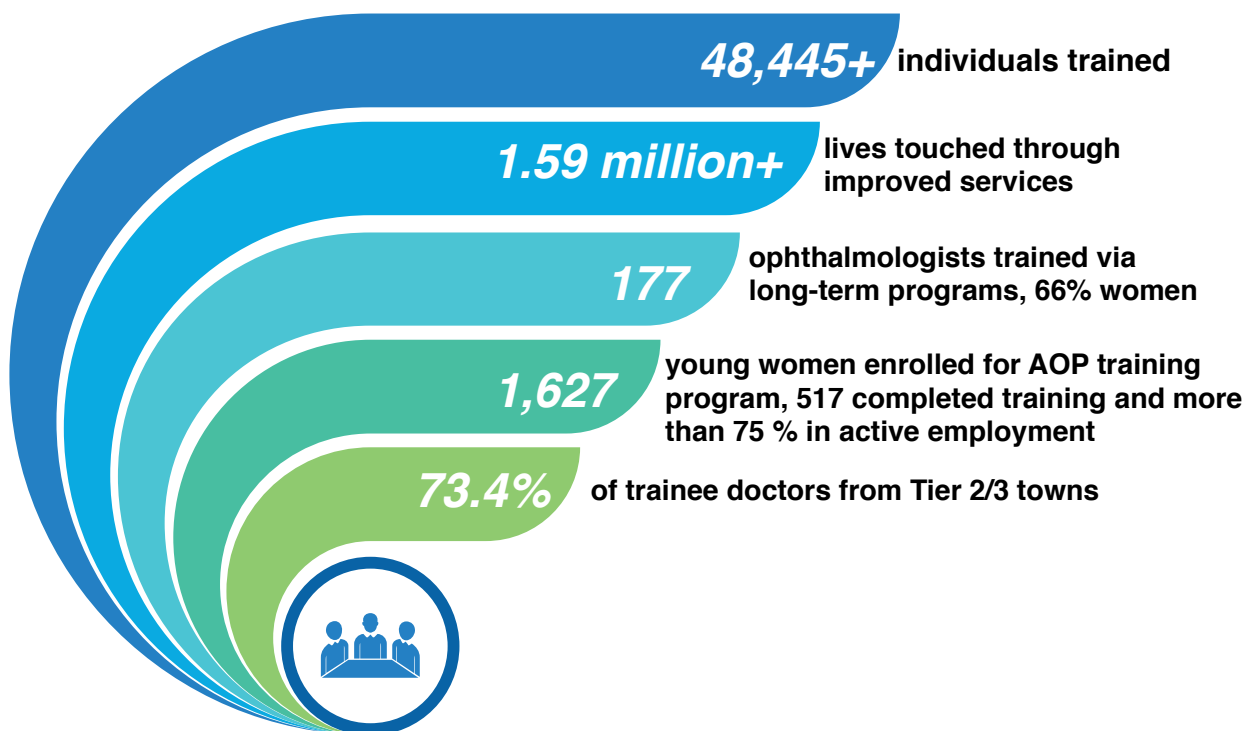 48,445+ individuals trained
1.59 million+
lives touched through
improved services
177
ophthalmologists trained via
long-term programs, 66% women
1,627
young women enrolled for AOP training
program, 517 completed training and more
than 75 % in active employment
73.4% of trainee doctors from Tier 2/3 towns